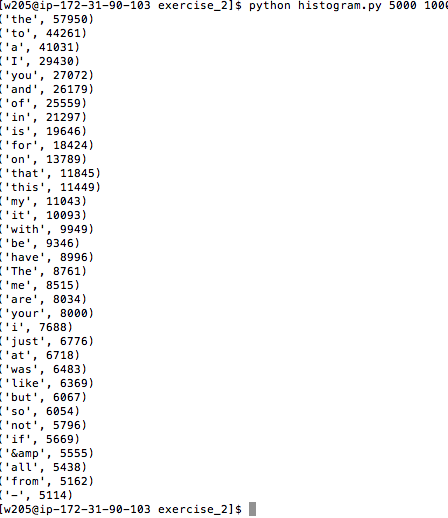 [w205@ip-172-31-90-103 exercise_2]$ python histogram.py 5000 1000
('the', 57950)
('to', 44261)
('a', 41031)
('I', 29430)
('you', 27072)
('and', 26179)
('of', 25559)
('in', 21297)
('is', 19646)
('for', 18424)
('on', 13789)
('that', 11845)
('this', 11449)
('my', 11043)
('it', 10093)
('with', 9949)
('be', 9346)
('have', 8996)
('The', 8761)
('me', 8515)
('are', 8034)
('your', 8000)
('i', 7688)
('just', 6776)
('at', 6718)
('was', 6483)
('like', 6369)
('but', 6067)
('so', 6054)
('not', 5796)
('if', 5669)
('&amp', 5555)
('all', 5438)
('from', 5162)
('-', 5114)
[w205@ip-172-31-90-103 exercise_2]$